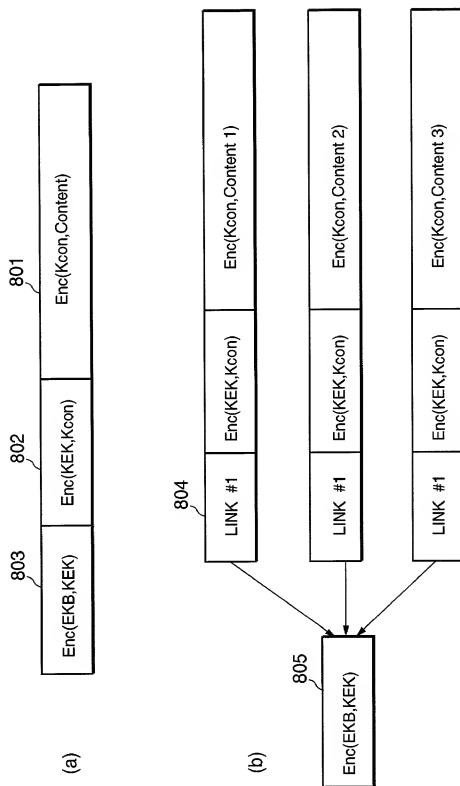 (a)
803
802
801
Enc(EKB,KEK)
Enc(KEK,Kcon)
Enc(Kcon,Content)
(b)
805
Enc(EKB,KEK)
804
LINK #1
Enc(KEK,Kcon)
Enc(Kcon,Content 1)
LINK #1
Enc(KEK,Kcon)
Enc(Kcon,Content 2)
LINK #1
Enc(KEK,Kcon)
Enc(Kcon,Content 3)